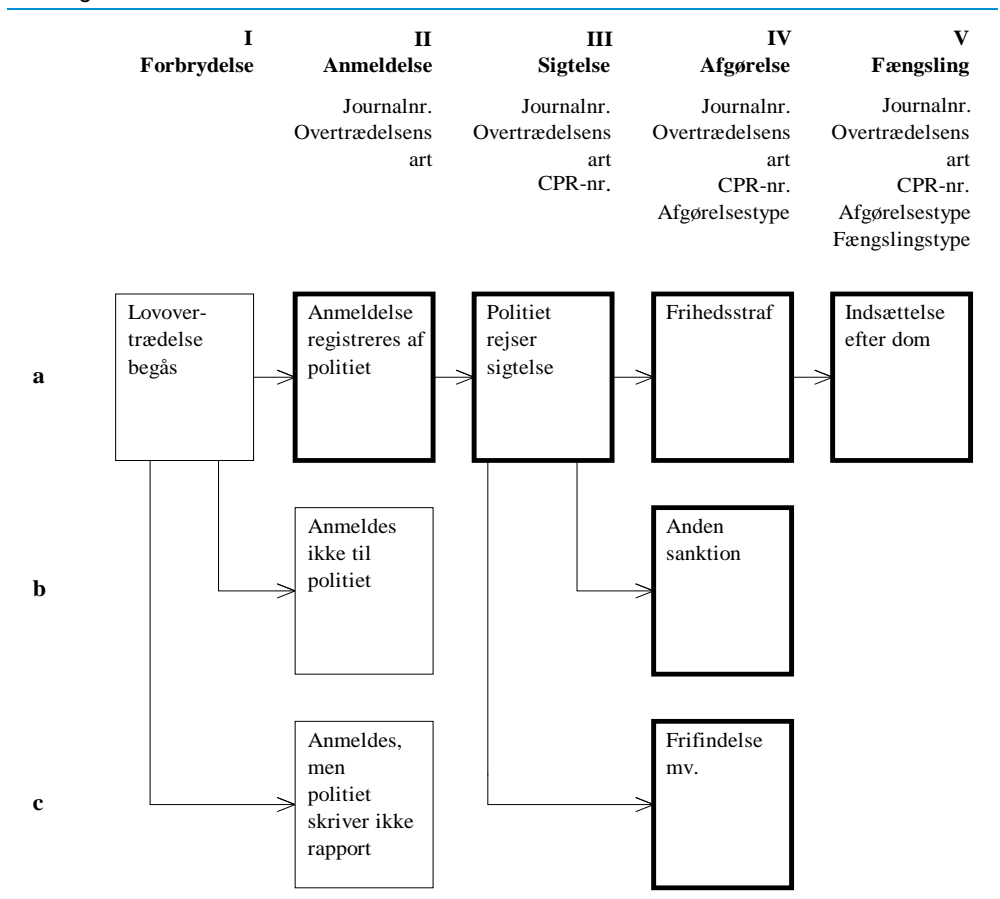 I
Forbrydelse
II
Anmeldelse
Journalnr.
Overtrædelsens
art
III
Sigtelse
Journalnr.
Overtrædelsens
art
CPR-nr.
IV
Afgørelse
Journalnr.
Overtrædelsens
art
CPR-nr.
Afgørelsestype
V
Fængsling
Journalnr.
Overtrædelsens
art
CPR-nr.
Afgørelsestype
Fængslingstype
a
Lovover-
trædelse
begås
Anmeldelse
registreres af
politiet
Politiet
rejser
sigtelse
Frihedsstraf
Indsættelse
efter dom
b
Anmeldes
ikke til
politiet
Anden
sanktion
c
Anmeldes,
men
politiet
skriver ikke
rapport
Frifindelse
mv.